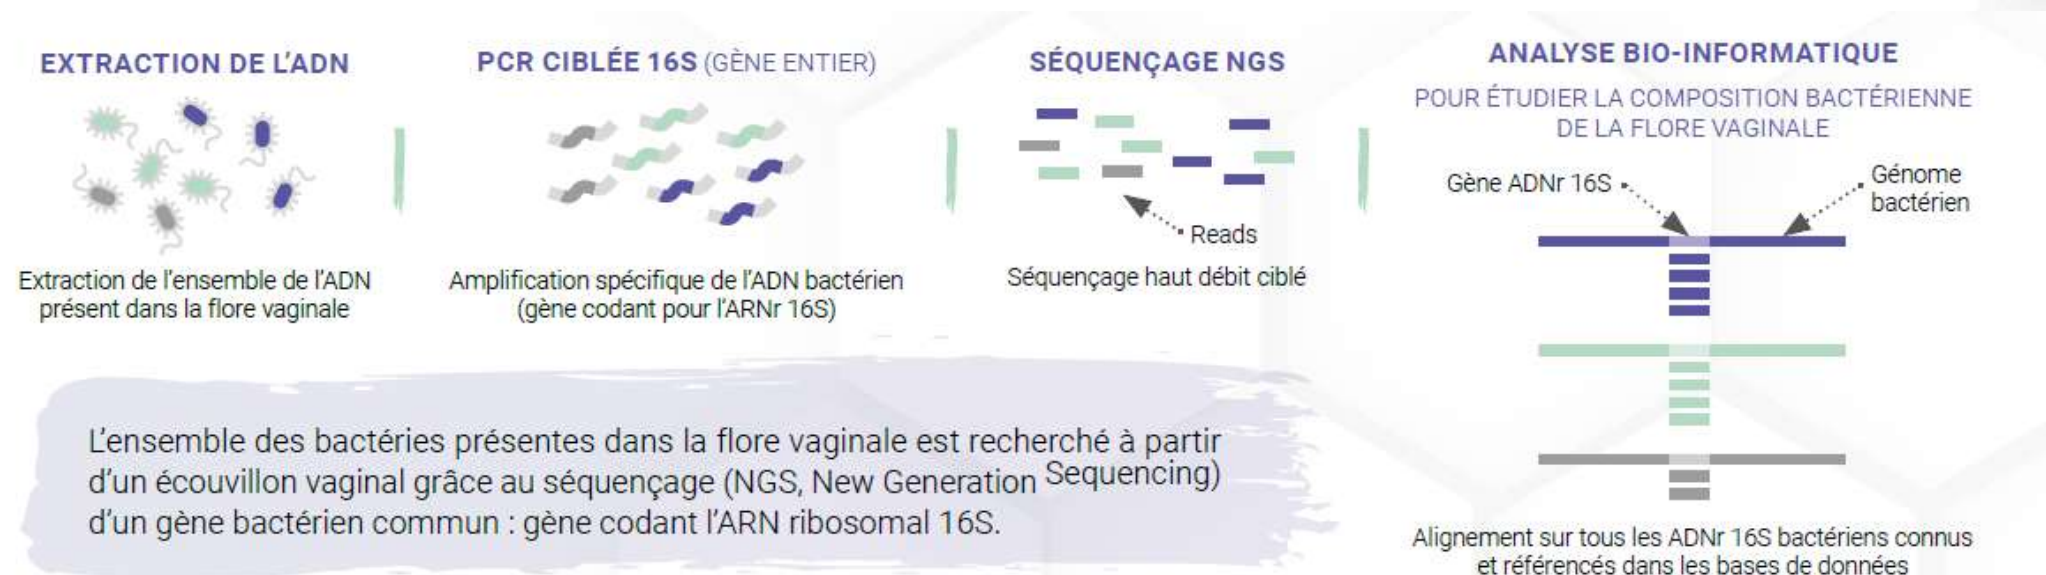 EXTRACTION DE L'ADN
Extraction de l'ensemble de l'ADN
présent dans la flore vaginale
PCR CIBLÉE 16S (GÈNE ENTIER)
Amplification spécifique de l'ADN bactérien
(gène codant pour l'ARNr 16S)
SÉQUENÇAGE NGS
Reads
Séquençage haut débit ciblé
ANALYSE BIO-INFORMATIQUE
POUR ÉTUDIER LA COMPOSITION BACTÉRIENNE
DE LA FLORE VAGINALE
Gène ADNr 16S
Génome
bactérien
Alignement sur tous les ADNr 16S bactériens connus
et référencés dans les bases de données
L'ensemble des bactéries présentes dans la flore vaginale est recherché à partir
d'un écouvillon vaginal grâce au séquençage (NGS, New Generation Sequencing)
d'un gène bactérien commun : gène codant l'ARN ribosomal 16S.